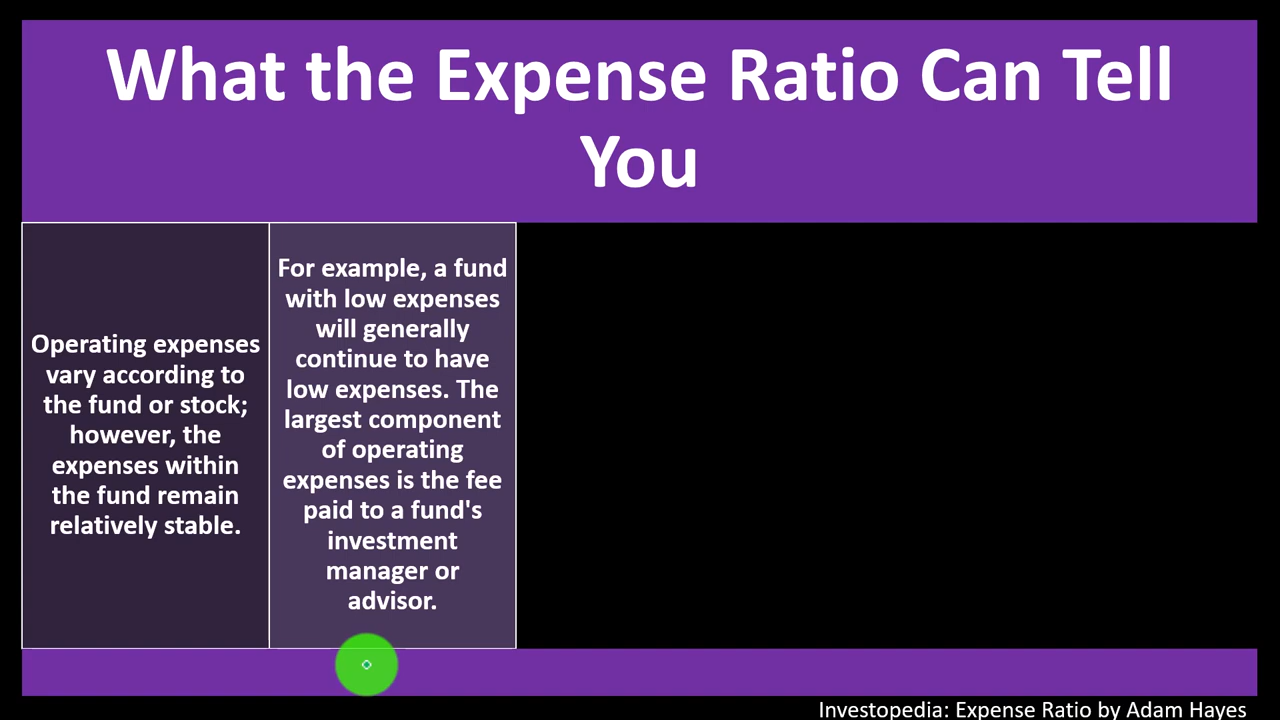 What the Expense Ratio Can Tell
You
Operating expenses
vary according to
the fund or stock;
however, the
expenses within
the fund remain
relatively stable.
For example, a fund
with low expenses
will generally
continue to have
low expenses. The
largest component
of operating
expenses is the fee
paid to a fund's
investment
manager or
advisor.
Investopedia: Expense Ratio by Adam Hayes